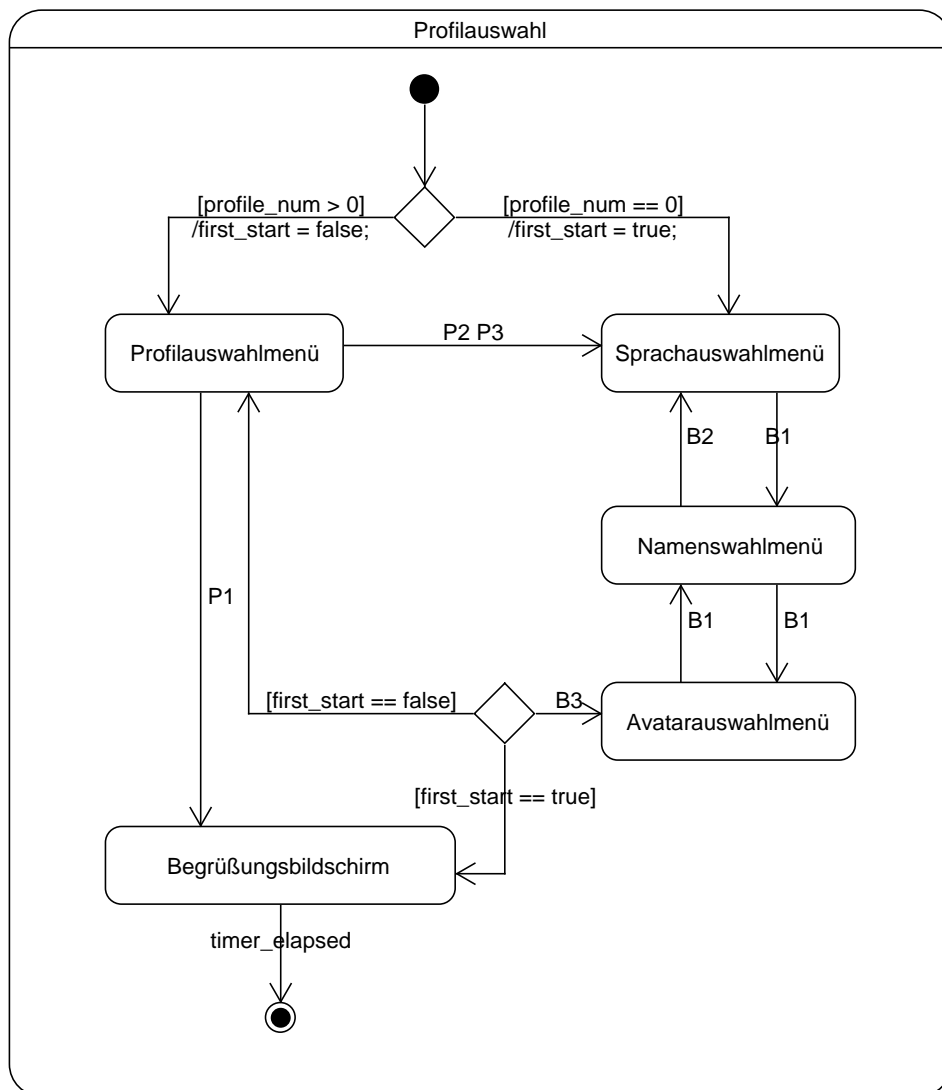 Profilauswahl
[profile_num > 0]
/first_start = false;
[profile_num == 0]
/first_start = true;
Profilauswahlmenü
P2 P3
Sprachauswahlmenü
B2
B1
Namenswahlmenü
P1
B1
B1
[first_start == false]
B3
Avatarauswahlmenü
[first_start == true]
Begrüßungsbildschirm
timer_elapsed